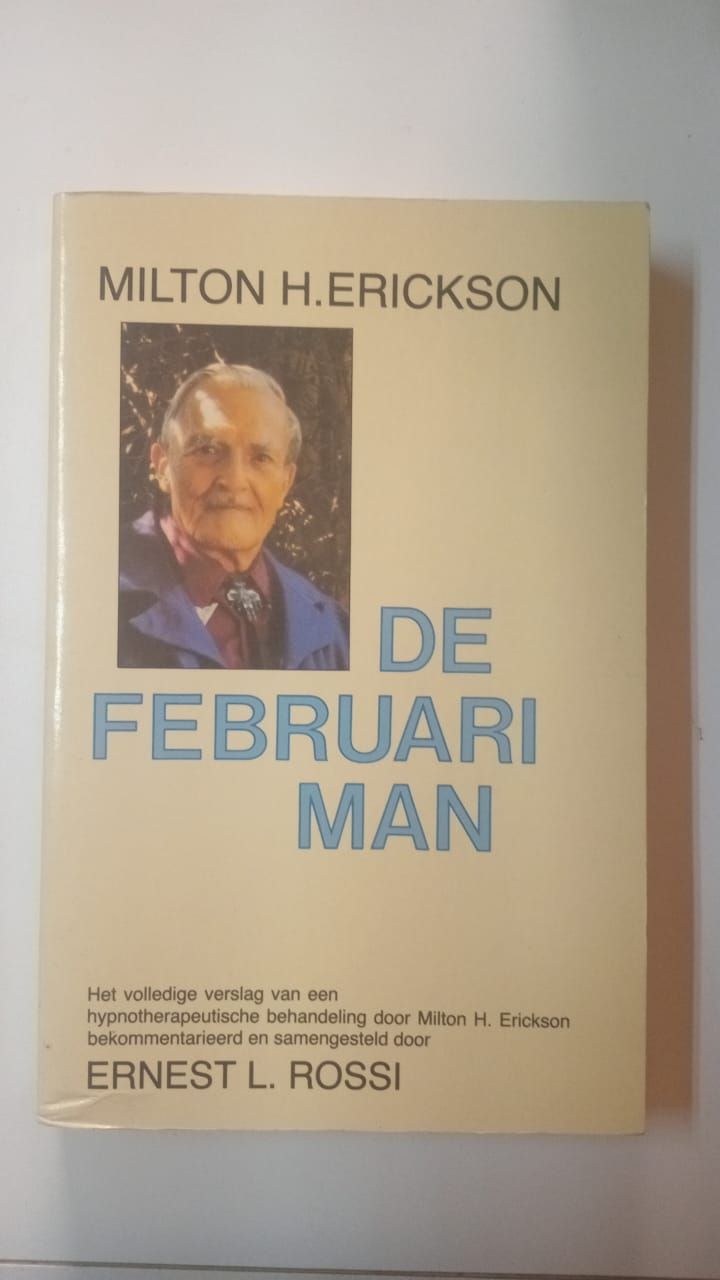 MILTON H.ERICKSON
DE
FEBRUARI
MAN
Het volledige verslag van een
hypnotherapeutische behandeling door Milton H. Erickson
bekommentarieerd en samengesteld door
ERNEST L. ROSSI